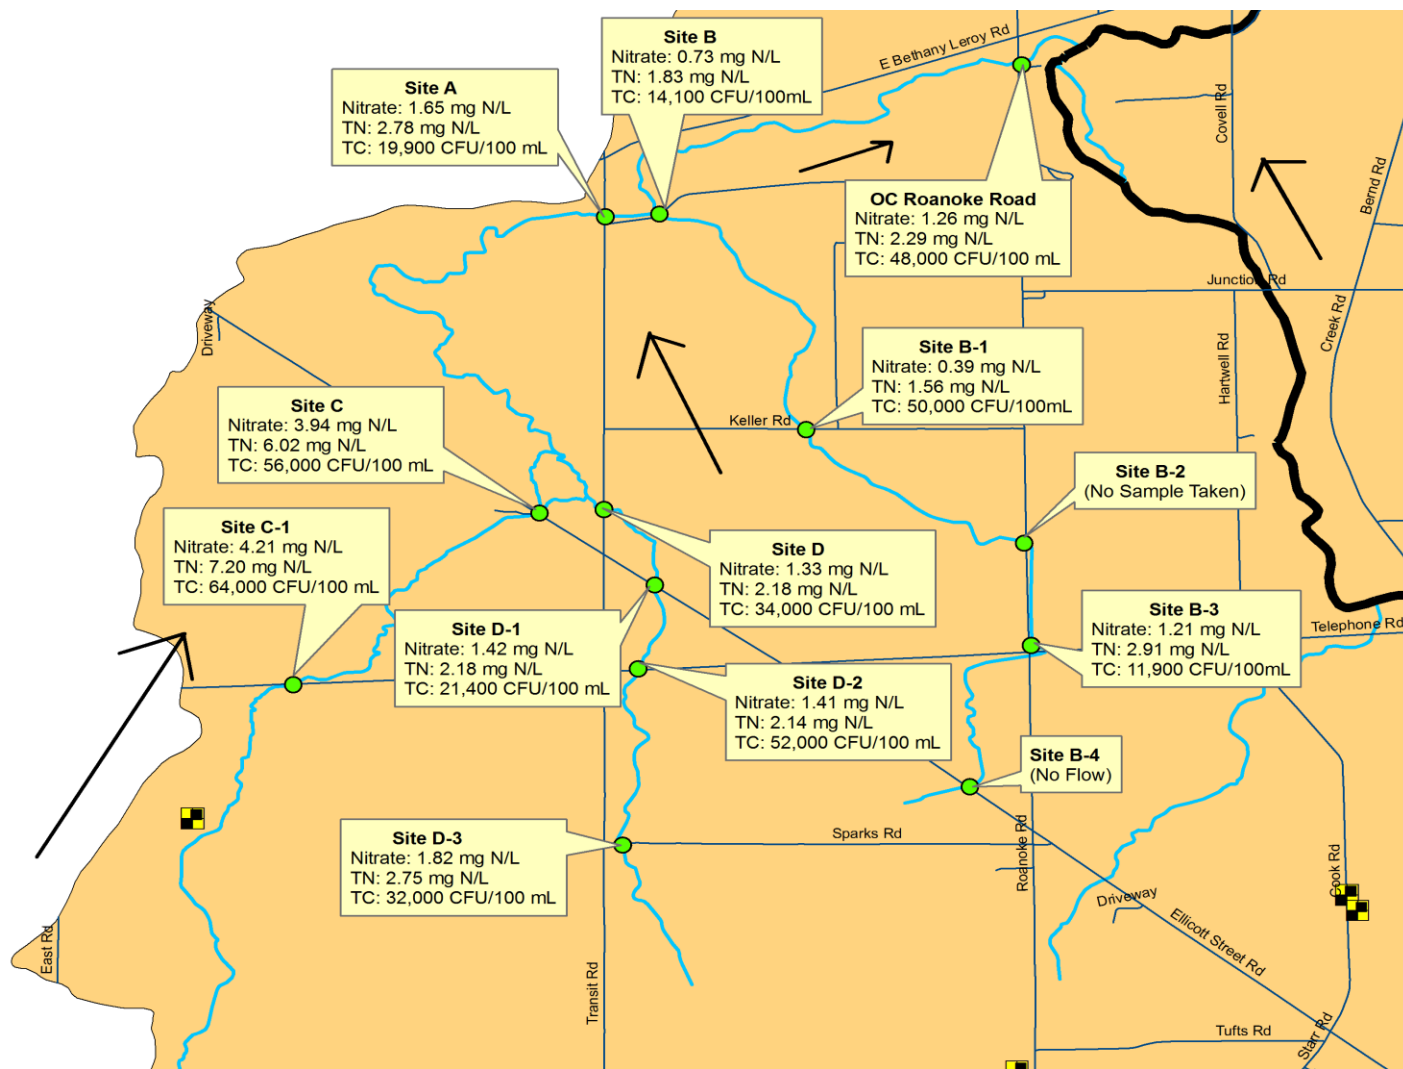 Site B
Nitrate: 0.73 mg N/L
TN: 1.83 mg N/L
TC: 14,100 CFU/100mL
E Bethany Leroy Rd
Site A
Nitrate: 1.65 mg N/L
TN: 2.78 mg N/L
TC: 19,900 CFU/100 mL
Covell Rd
Bernd Rd
OC Roanoke Road
Nitrate: 1.26 mg N/L
TN: 2.29 mg N/L
TC: 48,000 CFU/100 mL
Junction Rd
Driveway
Creek Rd
Hartwell Rd
Site B-1
Nitrate: 0.39 mg N/L
TN: 1.56 mg N/L
TC: 50,000 CFU/100mL
Keller Rd
Site C
Nitrate: 3.94 mg N/L
TN: 6.02 mg N/L
TC: 56,000 CFU/100 mL
Site B-2
(No Sample Taken)
Site C-1
Nitrate: 4.21 mg N/L
TN: 7.20 mg N/L
TC: 64,000 CFU/100 mL
Site D
Nitrate: 1.33 mg N/L
TN: 2.18 mg N/L
TC: 34,000 CFU/100 mL
Site D-1
Nitrate: 1.42 mg N/L
TN: 2.18 mg N/L
TC: 21,400 CFU/100 mL
Site B-3
Nitrate: 1.21 mg N/L
TN: 2.91 mg N/L
TC: 11,900 CFU/100mL
Telephone Rd
Site D-2
Nitrate: 1.41 mg N/L
TN: 2.14 mg N/L
TC: 52,000 CFU/100 mL
Site B-4
(No Flow)
Site D-3
Nitrate: 1.82 mg N/L
TN: 2.75 mg N/L
TC: 32,000 CFU/100 mL
Sparks Rd
Roanoke Rd
Cook Rd
Driveway
Ellicott Street Rd
East Rd
Transit Rd
Tufts Rd
Starr Rd